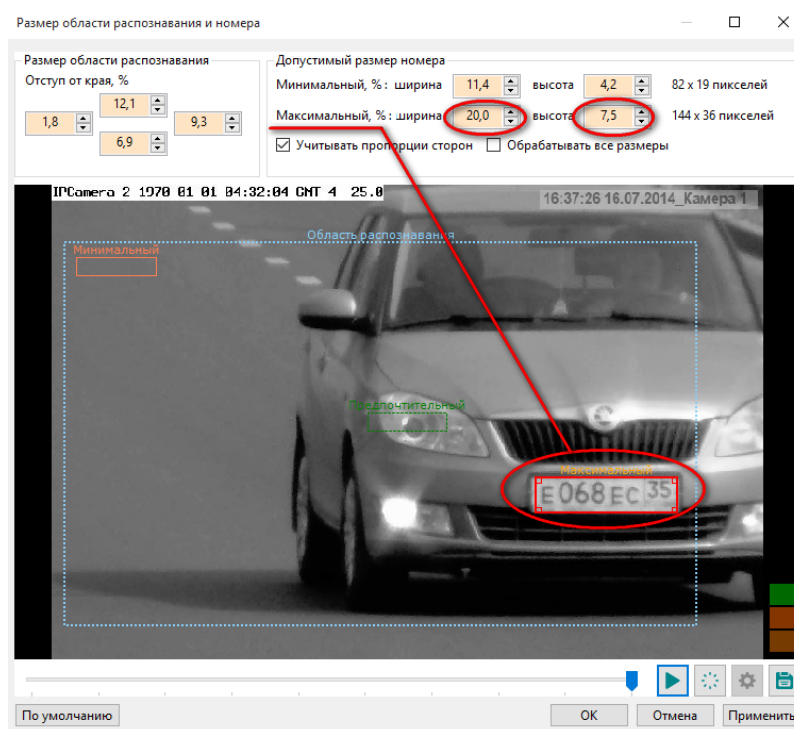 Размер области распознавания и номера
Размер области распознавания
Отступ от края, %
12,1
1,8
9,3
6,9
Допустимый размер номера
Минимальный, % : ширина 11,4 высота 4,2 82 x 19 пикселей
Максимальный, % : ширина 20,0 высота 7,5 144 x 36 пикселей
Учитывать пропорции сторон Обрабатывать все размеры
IPCamera 2 1970 01 01 04:32:04 GMT 4 25.0
16:37:26 16.07.2014_Камера 1
Область распознавания
Минимальный
Предпочтительный
Максимальный
Е068ЕС 35
По умолчанию
ОК
Отмена
Применить